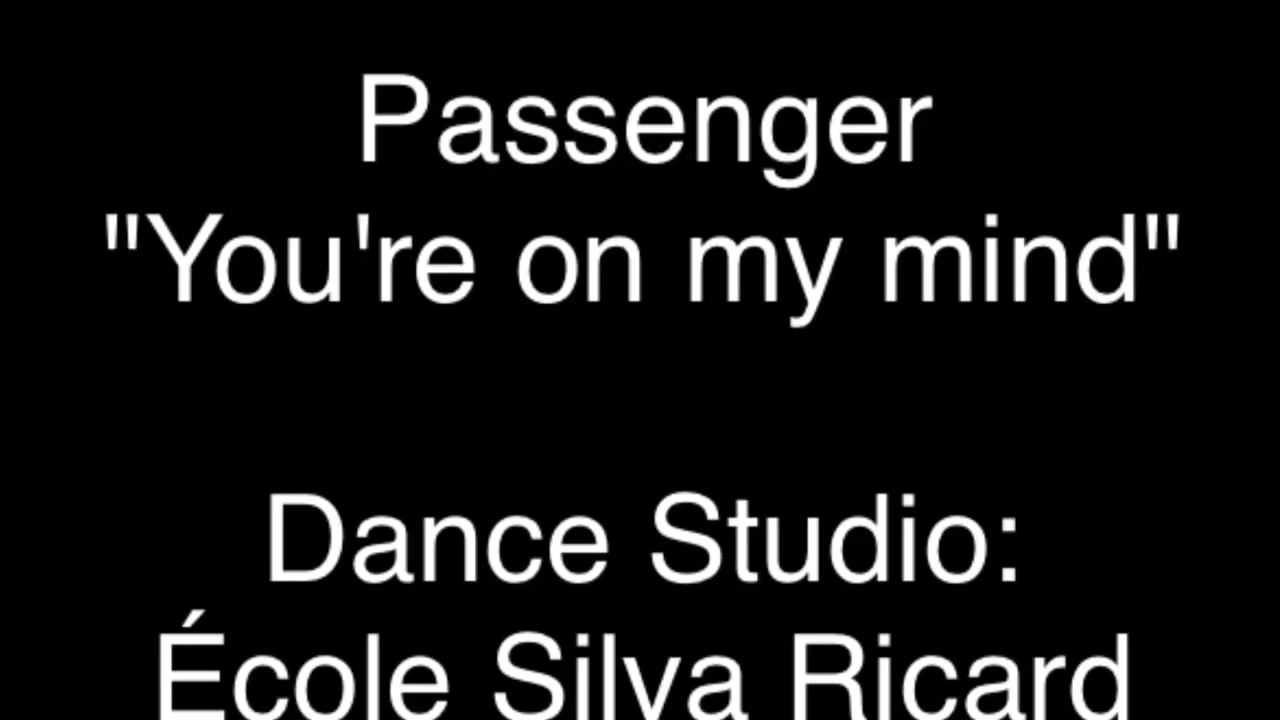 Passenger
"You're on my mind"
Dance Studio:
École Silva Ricard